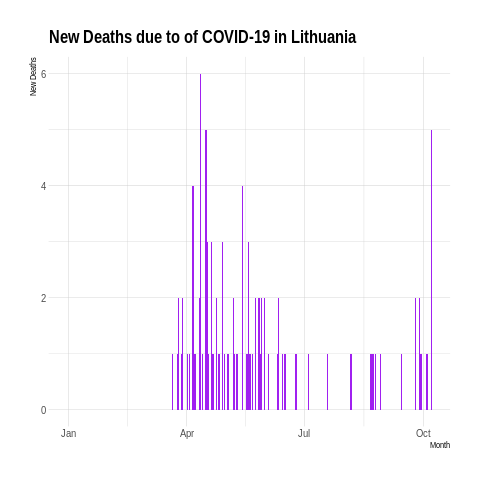 New Deaths due to of COVID-19 in Lithuania
New Deaths
6
4
2
0
Jan Apr Jul Oct
Month